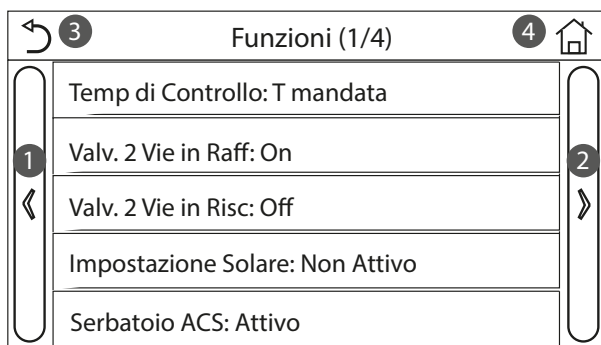 3 Funzioni (1/4) 4
Temp di Controllo: T mandata
1 Valv. 2 Vie in Raff: On 2
Valv. 2 Vie in Risc: Off
Impostazione Solare: Non Attivo
Serbatoio ACS: Attivo